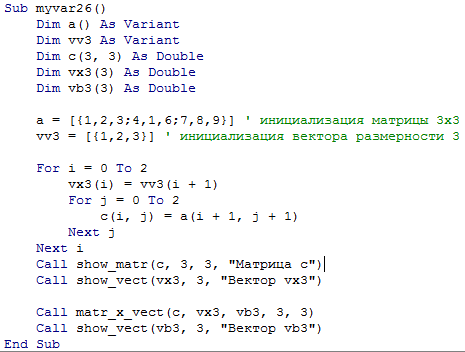 Sub myvar26()
    Dim a() As Variant
    Dim vv3 As Variant
    Dim c(3, 3) As Double
    Dim vx3(3) As Double
    Dim vb3(3) As Double

    a = [{1,2,3;4,1,6;7,8,9}] ' инициализация матрицы 3х3
    vv3 = [{1,2,3}] ' инициализация вектора размерности 3

    For i = 0 To 2
        vx3(i) = vv3(i + 1)
        For j = 0 To 2
            c(i, j) = a(i + 1, j + 1)
        Next j
    Next i
    Call show_matr(c, 3, 3, "Матрица с")
    Call show_vect(vx3, 3, "Вектор vx3")

    Call matr_x_vect(c, vx3, vb3, 3, 3)
    Call show_vect(vb3, 3, "Вектор vb3")
End Sub